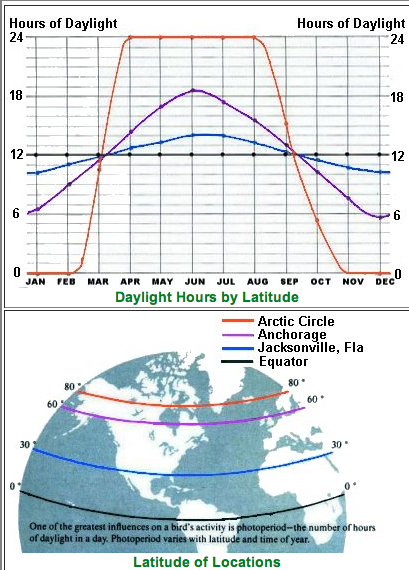 Hours of Daylight Hours of Daylight
24 24
18 18
12 12
6 6
0 0
JAN FEB MAR APR MAY JUN JUL AUG SEP OCT NOV DEC
Daylight Hours by Latitude
Arctic Circle
Anchorage
Jacksonville, Fla
Equator
80° 80°
60° 60°
30° 30°
0° 0°
One of the greatest influences on a bird's activity is photoperiod—the number of hours
of daylight in a day. Photoperiod varies with latitude and time of year.
Latitude of Locations